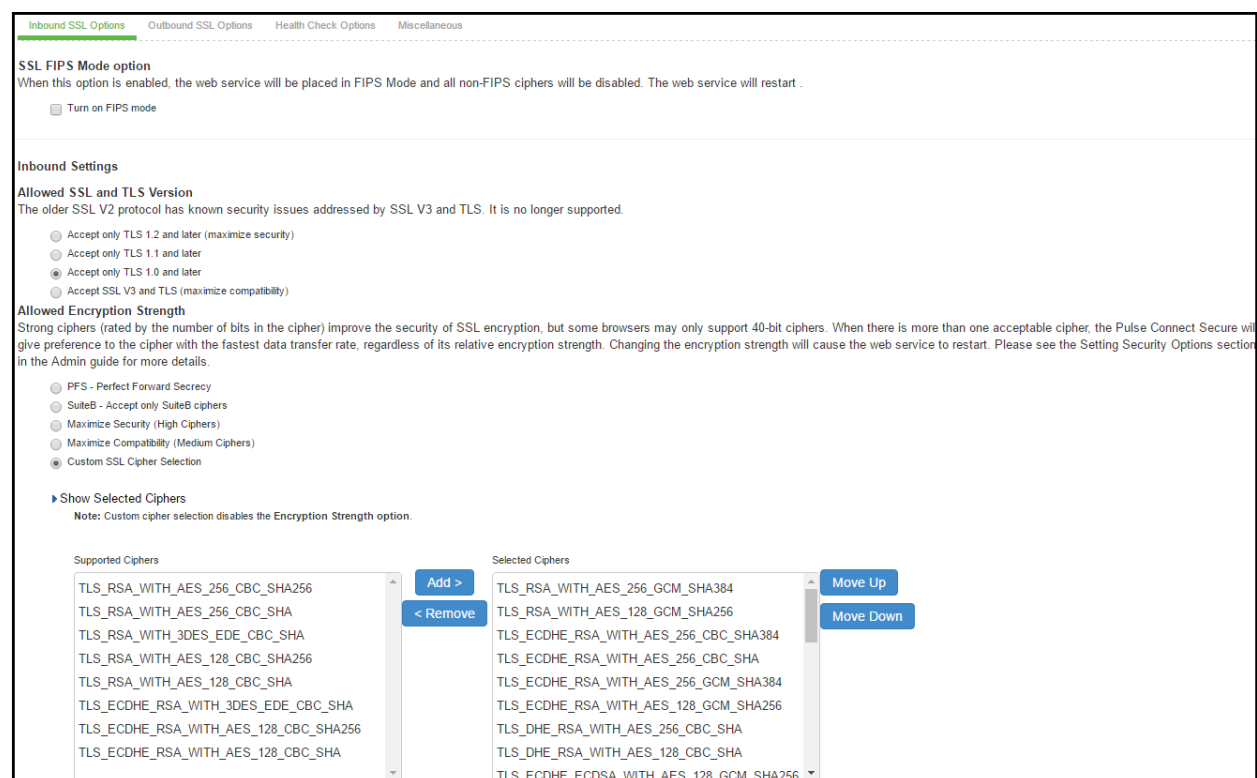 Inbound SSL Options Outbound SSL Options Health Check Options Miscellaneous
SSL FIPS Mode option
When this option is enabled, the web service will be placed in FIPS Mode and all non-FIPS ciphers will be disabled. The web service will restart .
Turn on FIPS mode
Inbound Settings
Allowed SSL and TLS Version
The older SSL V2 protocol has known security issues addressed by SSL V3 and TLS. It is no longer supported.
Accept only TLS 1.2 and later (maximize security)
Accept only TLS 1.1 and later
Accept only TLS 1.0 and later
Accept SSL V3 and TLS (maximize compatibility)
Allowed Encryption Strength
Strong ciphers (rated by the number of bits in the cipher) improve the security of SSL encryption, but some browsers may only support 40-bit ciphers. When there is more than one acceptable cipher, the Pulse Connect Secure will
give preference to the cipher with the fastest data transfer rate, regardless of its relative encryption strength. Changing the encryption strength will cause the web service to restart. Please see the Setting Security Options section
in the Admin guide for more details.
PFS - Perfect Forward Secrecy
SuiteB - Accept only SuiteB ciphers
Maximize Security (High Ciphers)
Maximize Compatibility (Medium Ciphers)
Custom SSL Cipher Selection
Show Selected Ciphers
Note: Custom cipher selection disables the Encryption Strength option.
Supported Ciphers
TLS_RSA_WITH_AES_256_CBC_SHA256
TLS_RSA_WITH_AES_256_CBC_SHA
TLS_RSA_WITH_3DES_EDE_CBC_SHA
TLS_RSA_WITH_AES_128_CBC_SHA256
TLS_RSA_WITH_AES_128_CBC_SHA
TLS_ECDHE_RSA_WITH_3DES_EDE_CBC_SHA
TLS_ECDHE_RSA_WITH_AES_128_CBC_SHA256
TLS_ECDHE_RSA_WITH_AES_128_CBC_SHA
Add >
< Remove
Selected Ciphers
TLS_RSA_WITH_AES_256_GCM_SHA384
TLS_RSA_WITH_AES_128_GCM_SHA256
TLS_ECDHE_RSA_WITH_AES_256_CBC_SHA384
TLS_ECDHE_RSA_WITH_AES_256_CBC_SHA
TLS_ECDHE_RSA_WITH_AES_256_GCM_SHA384
TLS_ECDHE_RSA_WITH_AES_128_GCM_SHA256
TLS_DHE_RSA_WITH_AES_256_CBC_SHA
TLS_DHE_RSA_WITH_AES_128_CBC_SHA
TLS_ECDHE_ECDSA_WITH_AES_128_GCM_SHA256
Move Up
Move Down